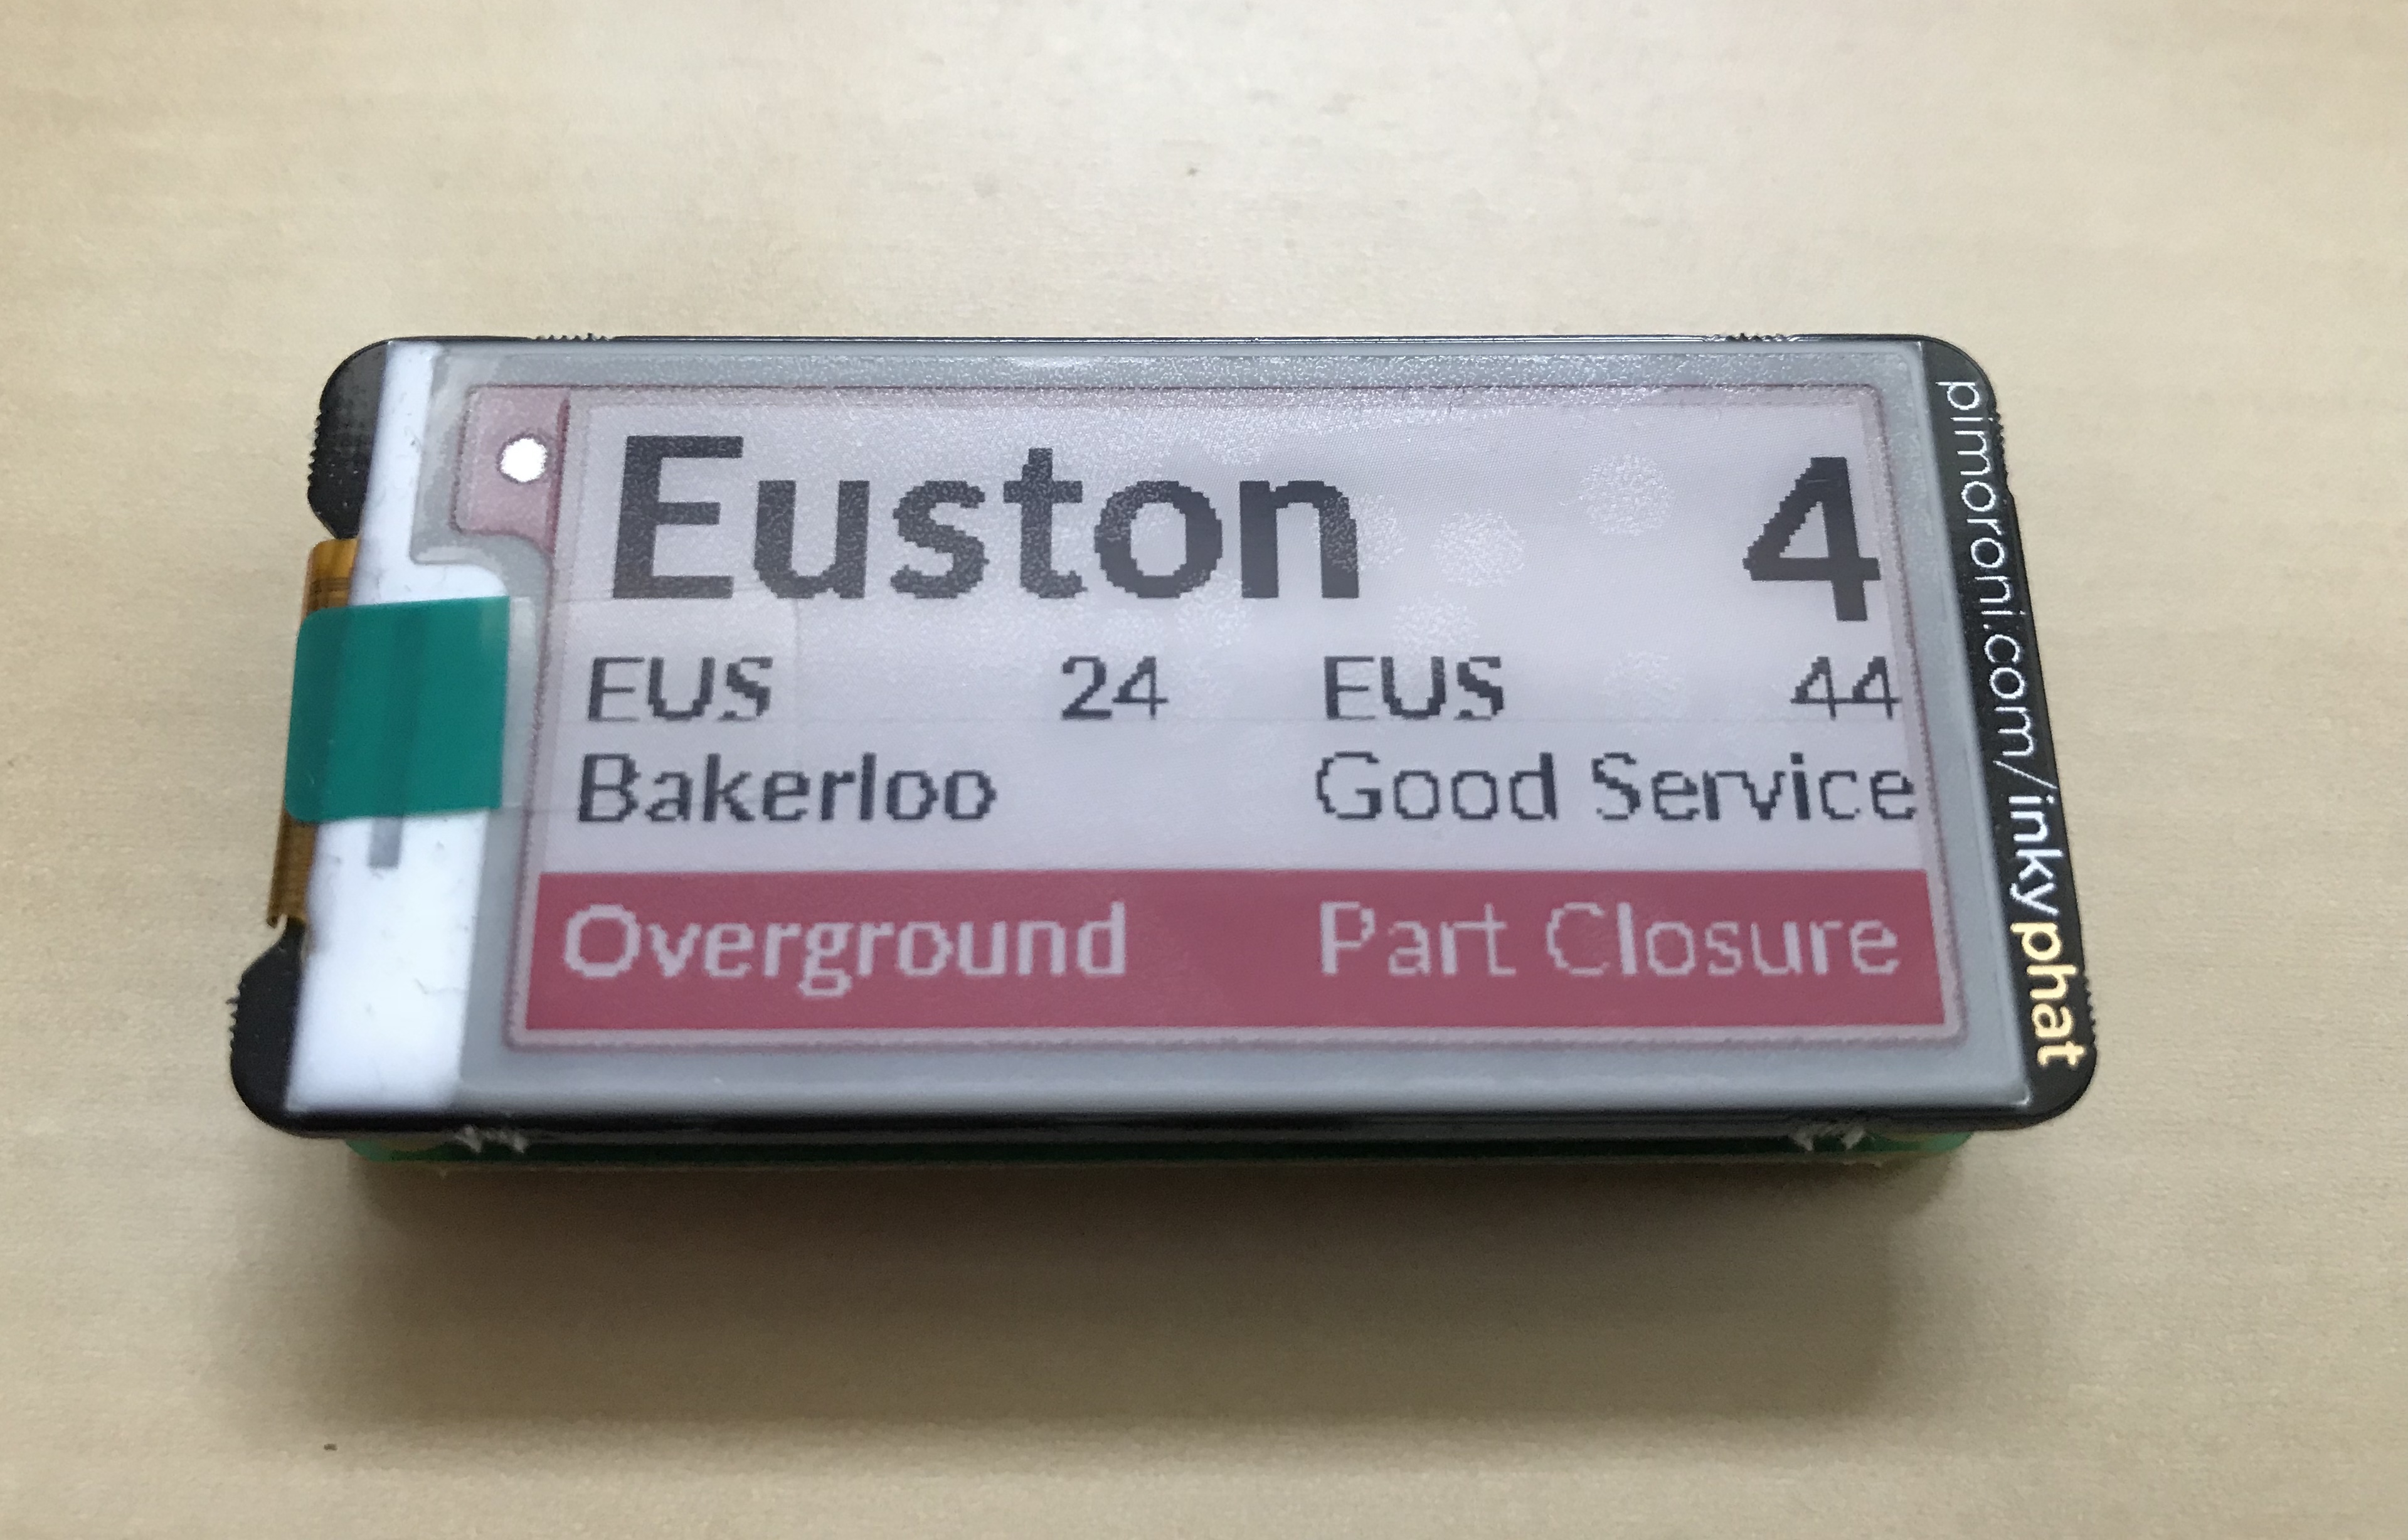 Euston 4
EUS 24 EUS 44
Bakerloo Good Service
Overground Part Closure
pimoroni.com/inkyphat